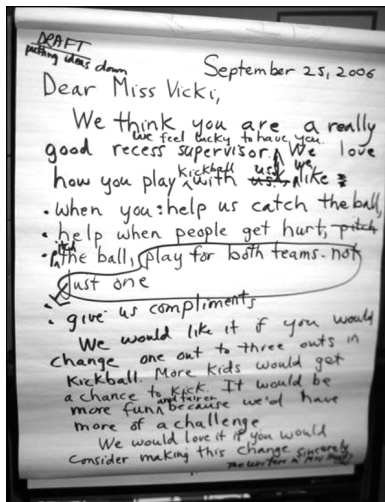 DRAFT
putting ideas down
September 25, 2006
Dear Miss Vicki,
We think you are a really
we feel lucky to have you.
good recess supervisor. We love
how you play kickball with us. we like
• when you: help us catch the ball,
• help when people get hurt, pitch
• pitch the ball, play for both teams - not
just one
• give us compliments
We would like it if you would
change one out to three outs in
Kickball. More kids would get
a chance to kick. It would be
more fun and fairer because we'd have
more of a challenge
We would love it if you would
consider making this change. Sincerely
The writers in